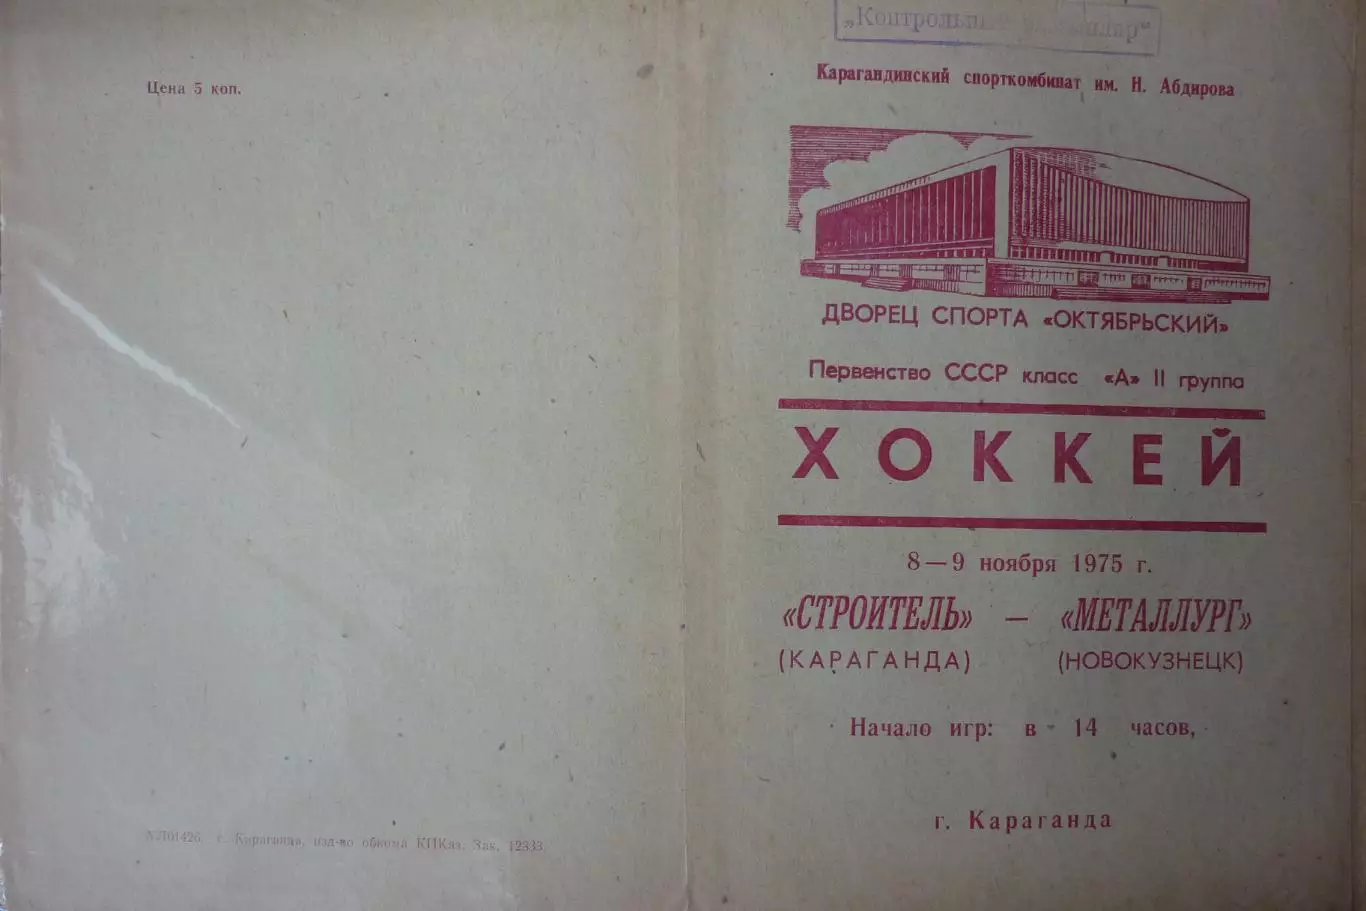 Цена 5 коп.
№Л01426. г. Караганда, изд-во обкома КПКаз. Зак. 12333.
„Контрольный
Карагандинский спорткомбинат им. Н. Абдирова
ДВОРЕЦ СПОРТА «ОКТЯБРЬСКИЙ»
Первенство СССР класс «А» II группа
ХОККЕЙ
8—9 ноября 1975 г.
«СТРОИТЕЛЬ» — «МЕТАЛЛУРГ»
(КАРАГАНДА) (НОВОКУЗНЕЦК)
Начало игр: в 14 часов,
г. Караганда